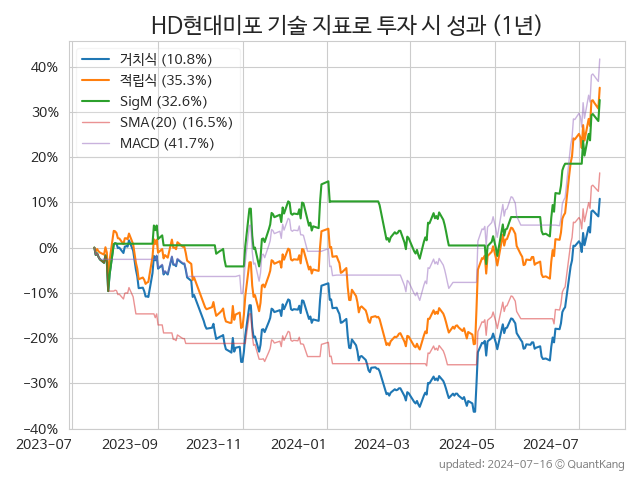 HD현대미포 기술 지표로 투자 시 성과 (1년)
거치식 (10.8%)
적립식 (35.3%)
SigM (32.6%)
SMA(20) (16.5%)
MACD (41.7%)
40%
30%
20%
10%
0%
−10%
−20%
−30%
−40%
2023-07
2023-09
2023-11
2024-01
2024-03
2024-05
2024-07
updated: 2024-07-16 © QuantKang